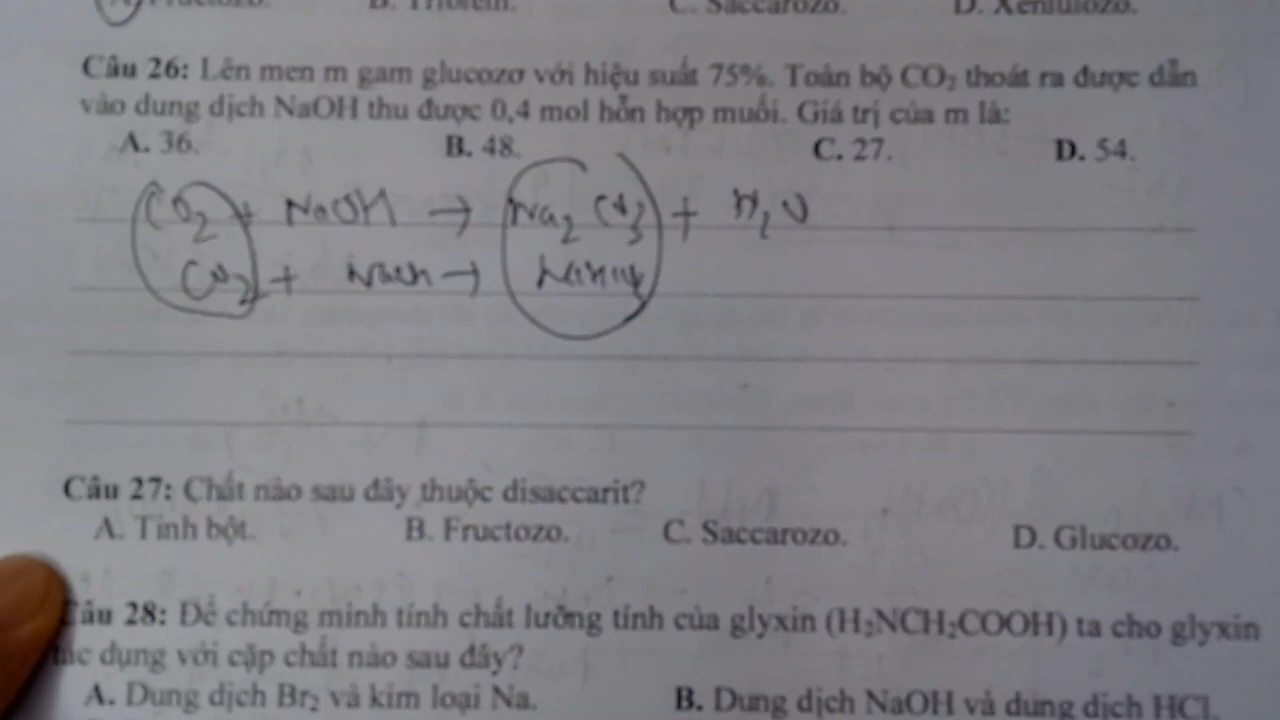 Fructozo. B. Triolein. C. Saccarozo. D. Xenlulozo.
Câu 26: Lên men m gam glucozơ với hiệu suất 75%. Toàn bộ CO₂ thoát ra được dẫn
vào dung dịch NaOH thu được 0,4 mol hỗn hợp muối. Giá trị của m là:
A. 36. B. 48. C. 27. D. 54.
CO₂ + NaOH → Na₂CO₃ + H₂O
CO₂ + NaOH →
Câu 27: Chất nào sau đây thuộc disaccarit?
A. Tinh bột. B. Fructozo. C. Saccarozo. D. Glucozo.
Câu 28: Để chứng minh tính chất lưỡng tính của glyxin (H₂NCH₂COOH) ta cho glyxin
tác dụng với cặp chất nào sau đây?
A. Dung dịch Br₂ và kim loại Na. B. Dung dịch NaOH và dung dịch HCl.